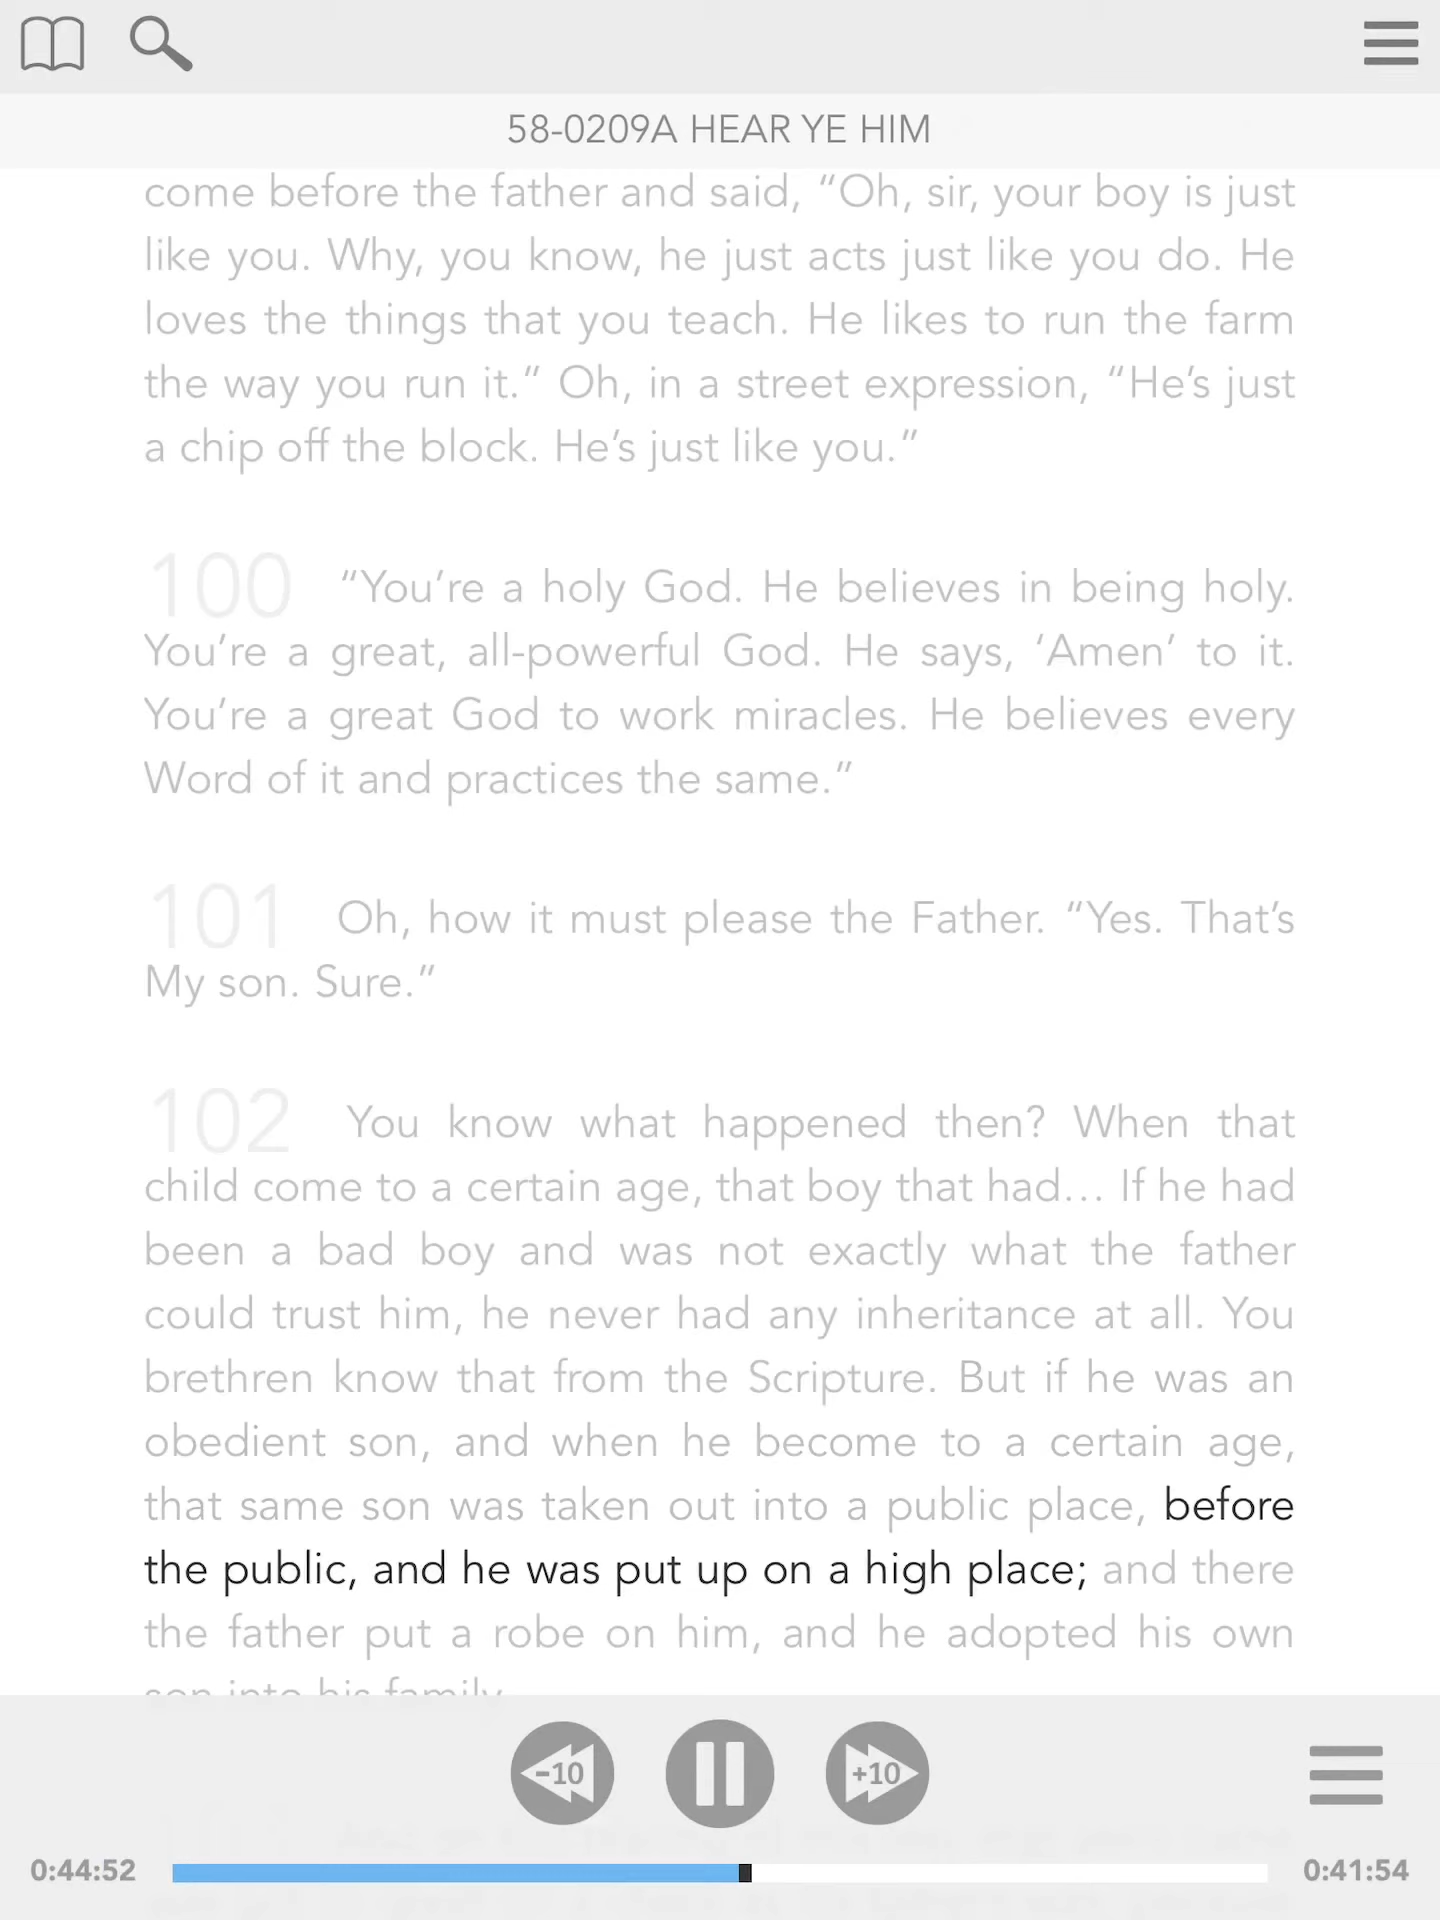 58-0209A HEAR YE HIM
come before the father and said, “Oh, sir, your boy is just
like you. Why, you know, he just acts just like you do. He
loves the things that you teach. He likes to run the farm
the way you run it.” Oh, in a street expression, “He’s just
a chip off the block. He’s just like you.”
100 “You’re a holy God. He believes in being holy.
You’re a great, all-powerful God. He says, ‘Amen’ to it.
You’re a great God to work miracles. He believes every
Word of it and practices the same.”
101 Oh, how it must please the Father. “Yes. That’s
My son. Sure.”
102 You know what happened then? When that
child come to a certain age, that boy that had… If he had
been a bad boy and was not exactly what the father
could trust him, he never had any inheritance at all. You
brethren know that from the Scripture. But if he was an
obedient son, and when he become to a certain age,
that same son was taken out into a public place, before
the public, and he was put up on a high place; and there
the father put a robe on him, and he adopted his own
son into his family
-10 +10
0:44:52 0:41:54